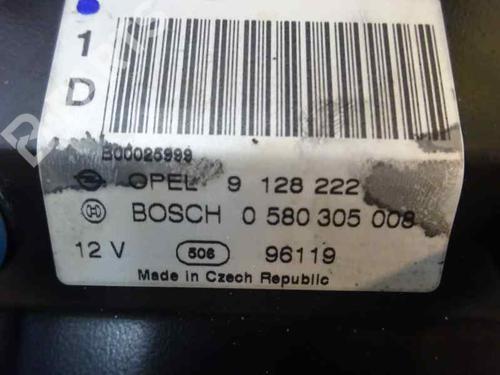 1
D
B00025999
OPEL 9 128 222
BOSCH 0 580 305 008
12 V 506 96119
Made in Czech Republic